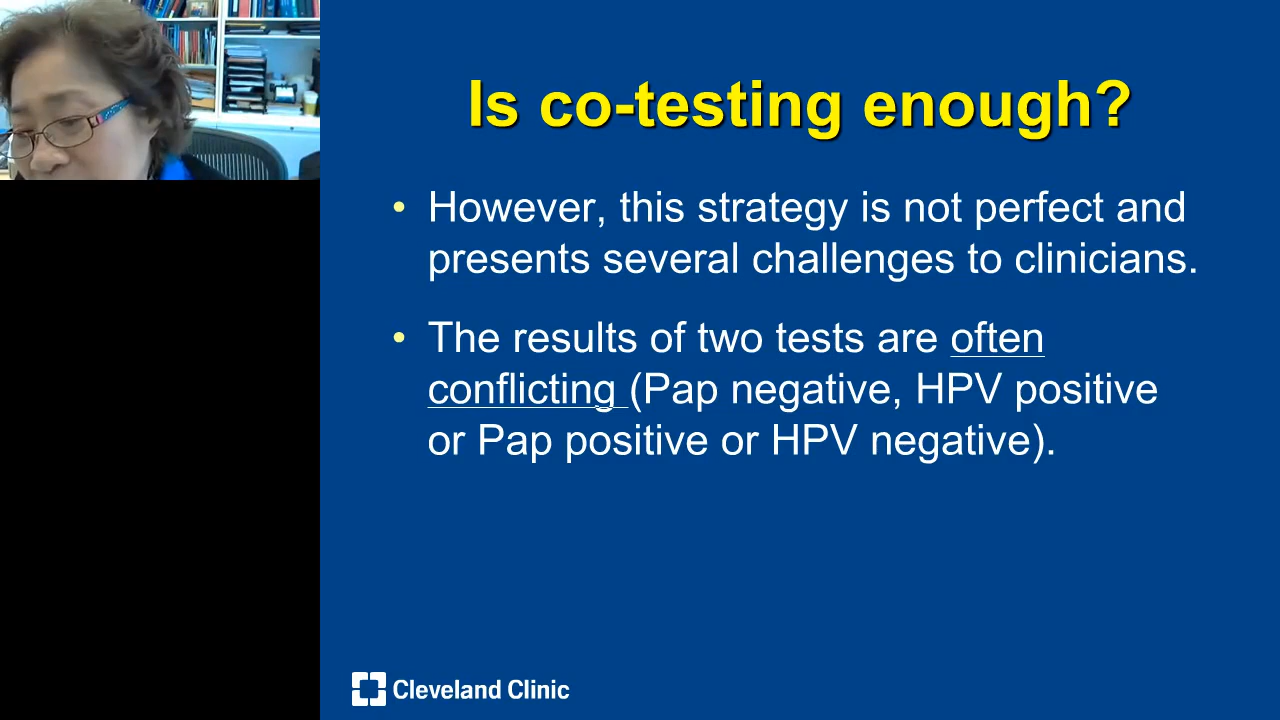 Is co-testing enough?
• However, this strategy is not perfect and
presents several challenges to clinicians.
• The results of two tests are often
conflicting (Pap negative, HPV positive
or Pap positive or HPV negative).
Cleveland Clinic